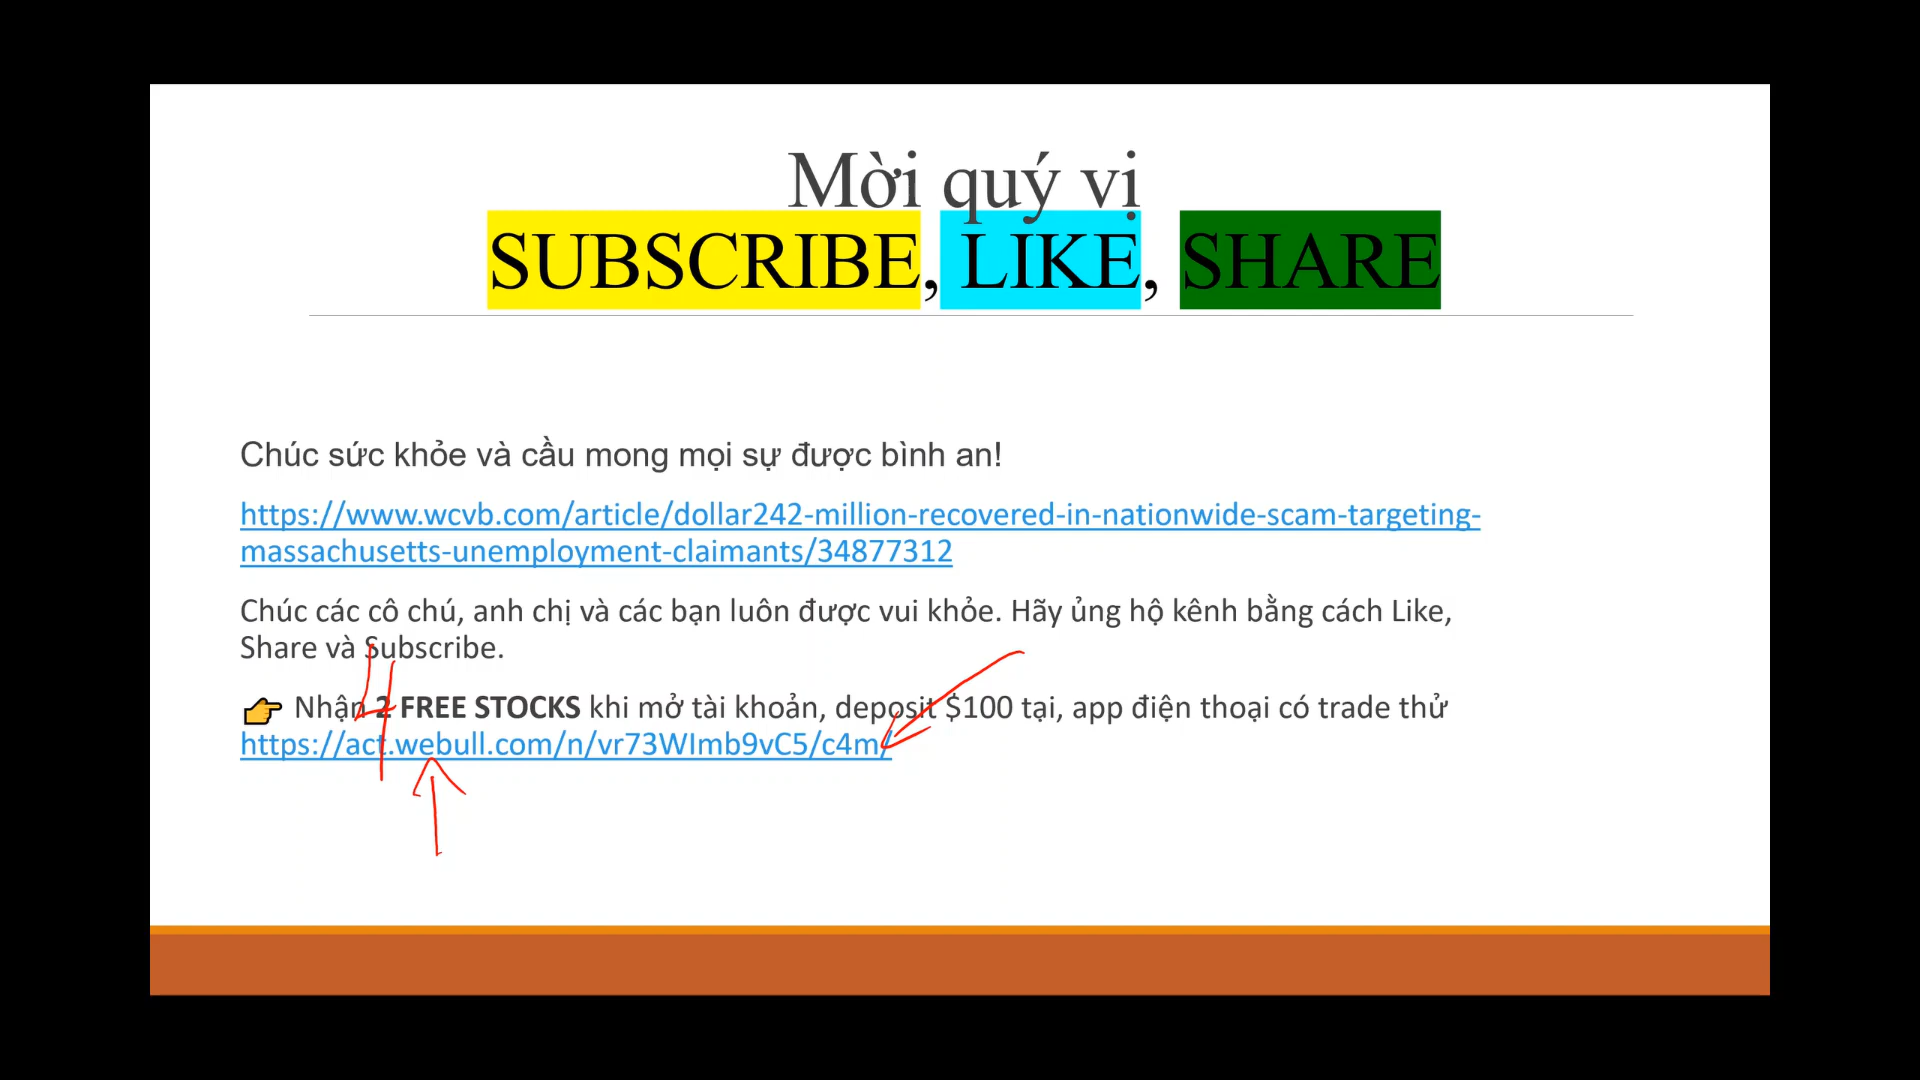 Mời quý vị
SUBSCRIBE, LIKE, SHARE
Chúc sức khỏe và cầu mong mọi sự được bình an!
https://www.wcvb.com/article/dollar242-million-recovered-in-nationwide-scam-targeting-
massachusetts-unemployment-claimants/34877312
Chúc các cô chú, anh chị và các bạn luôn được vui khỏe. Hãy ủng hộ kênh bằng cách Like,
Share và Subscribe.
4
👉 Nhận 2 FREE STOCKS khi mở tài khoản, deposit $100 tại, app điện thoại có trade thử
https://act.webull.com/n/vr73WImb9vC5/c4m/